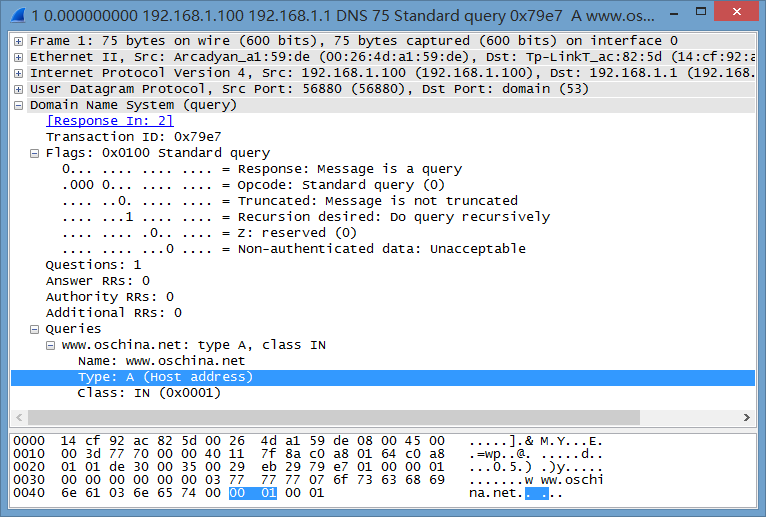 1 0.000000000 192.168.1.100 192.168.1.1 DNS 75 Standard query 0x79e7 A www.os...
Frame 1: 75 bytes on wire (600 bits), 75 bytes captured (600 bits) on interface 0
Ethernet II, Src: Arcadyan_a1:59:de (00:26:4d:a1:59:de), Dst: Tp-LinkT_ac:82:5d (14:cf:92:a
Internet Protocol Version 4, Src: 192.168.1.100 (192.168.1.100), Dst: 192.168.1.1 (192.168.1
User Datagram Protocol, Src Port: 56880 (56880), Dst Port: domain (53)
Domain Name System (query)
[Response In: 2]
Transaction ID: 0x79e7
Flags: 0x0100 Standard query
0... .... .... .... = Response: Message is a query
.000 0... .... .... = Opcode: Standard query (0)
.... ..0. .... .... = Truncated: Message is not truncated
.... ...1 .... .... = Recursion desired: Do query recursively
.... .... .0.. .... = Z: reserved (0)
.... .... ...0 .... = Non-authenticated data: Unacceptable
Questions: 1
Answer RRs: 0
Authority RRs: 0
Additional RRs: 0
Queries
www.oschina.net: type A, class IN
Name: www.oschina.net
Type: A (Host address)
Class: IN (0x0001)
0000 14 cf 92 ac 82 5d 00 26 4d a1 59 de 08 00 45 00 .....].& M.Y...E.
0010 00 3d 77 70 00 00 40 11 7f 8a c0 a8 01 64 c0 a8 .=wp..@. .....d..
0020 01 01 de 30 00 35 00 29 eb 29 79 e7 01 00 00 01 ...0.5.) .)y.....
0030 00 00 00 00 00 00 03 77 77 77 07 6f 73 63 68 69 .......w ww.oschi
0040 6e 61 03 6e 65 74 00 00 01 00 01 na.net.. ...